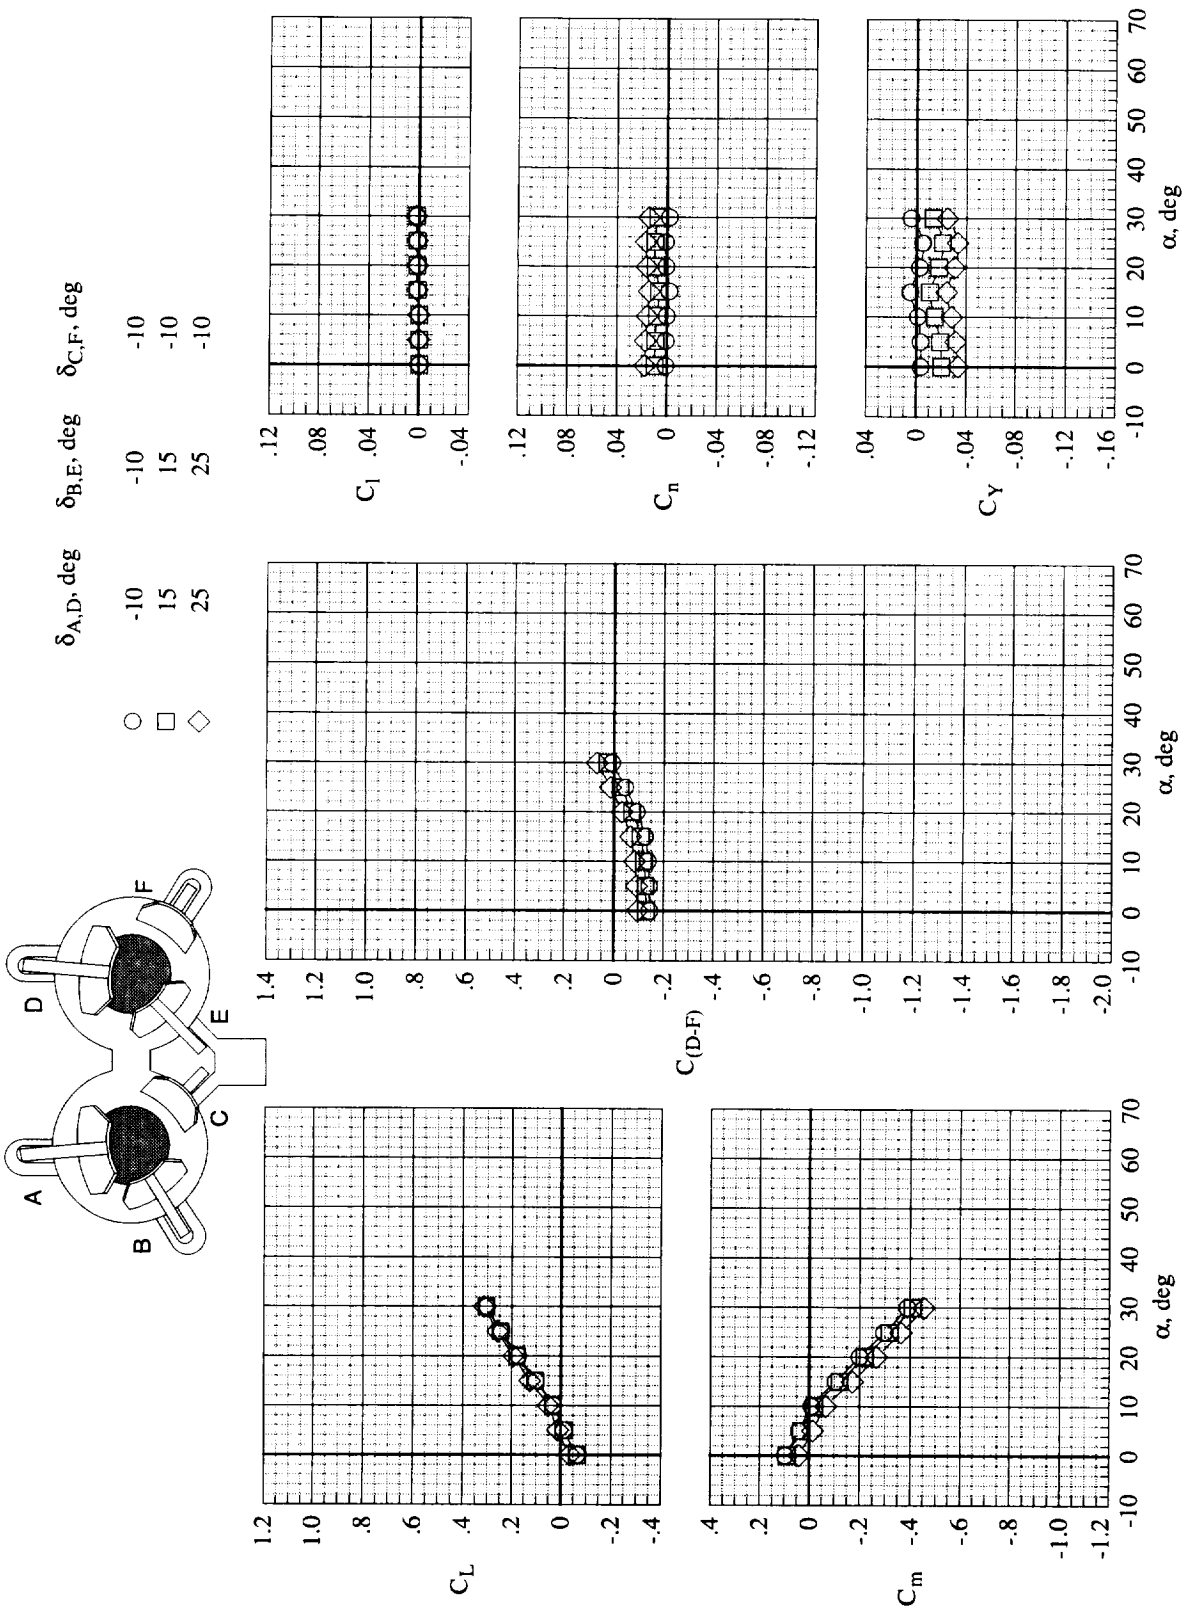 A
B
C
D
E
F
δA,D, deg δB,E, deg δC,F, deg
○ -10 -10 -10
□ 15 15 -10
◇ 25 25 -10
1.2
1.0
.8
.6
.4
.2
0
-.2
-.4
CL
.4
.2
0
-.2
-.4
-.6
-.8
-1.0
-1.2
Cm
-10 0 10 20 30 40 50 60 70
α, deg
1.4
1.2
1.0
.8
.6
.4
.2
0
-.2
-.4
-.6
-.8
-1.0
-1.2
-1.4
-1.6
-1.8
-2.0
C(D-F)
-10 0 10 20 30 40 50 60 70
α, deg
.12
.08
.04
0
-.04
Cl
.12
.08
.04
0
-.04
-.08
-.12
Cn
.04
0
-.04
-.08
-.12
-.16
CY
-10 0 10 20 30 40 50 60 70
α, deg